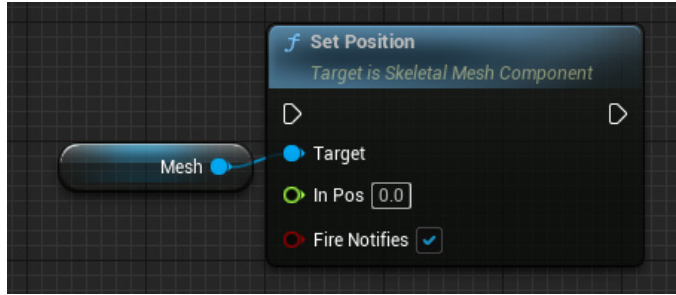 f Set Position
Target is Skeletal Mesh Component
Mesh
Target
In Pos 0.0
Fire Notifies